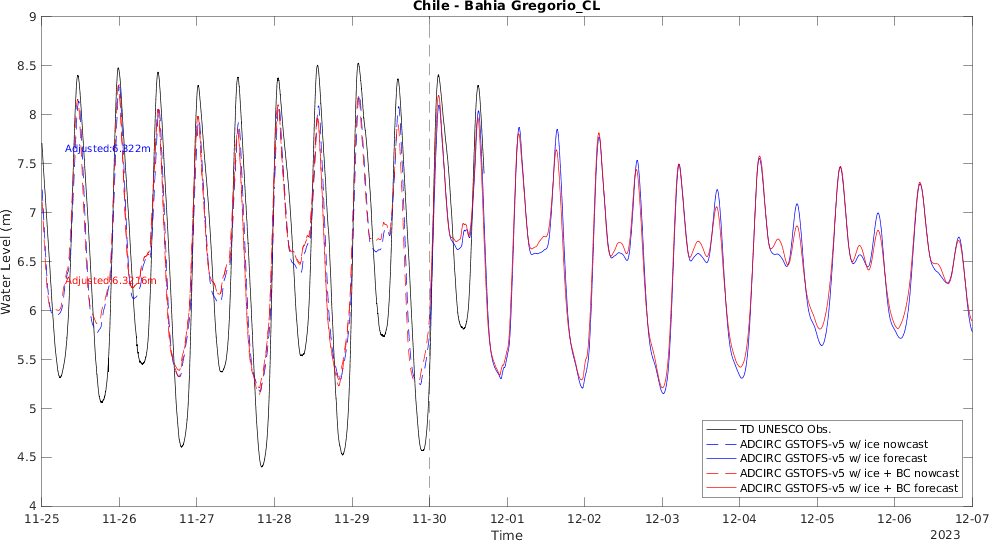 Chile - Bahia Gregorio_CL
9
8.5
8
7.5
7
6.5
6
5.5
5
4.5
4
Water Level (m)
Adjusted:6.322m
Adjusted:6.3216m
TD UNESCO Obs.
ADCIRC GSTOFS-v5 w/ ice nowcast
ADCIRC GSTOFS-v5 w/ ice forecast
ADCIRC GSTOFS-v5 w/ ice + BC nowcast
ADCIRC GSTOFS-v5 w/ ice + BC forecast
11-25 11-26 11-27 11-28 11-29 11-30 12-01 12-02 12-03 12-04 12-05 12-06 12-07
Time
2023